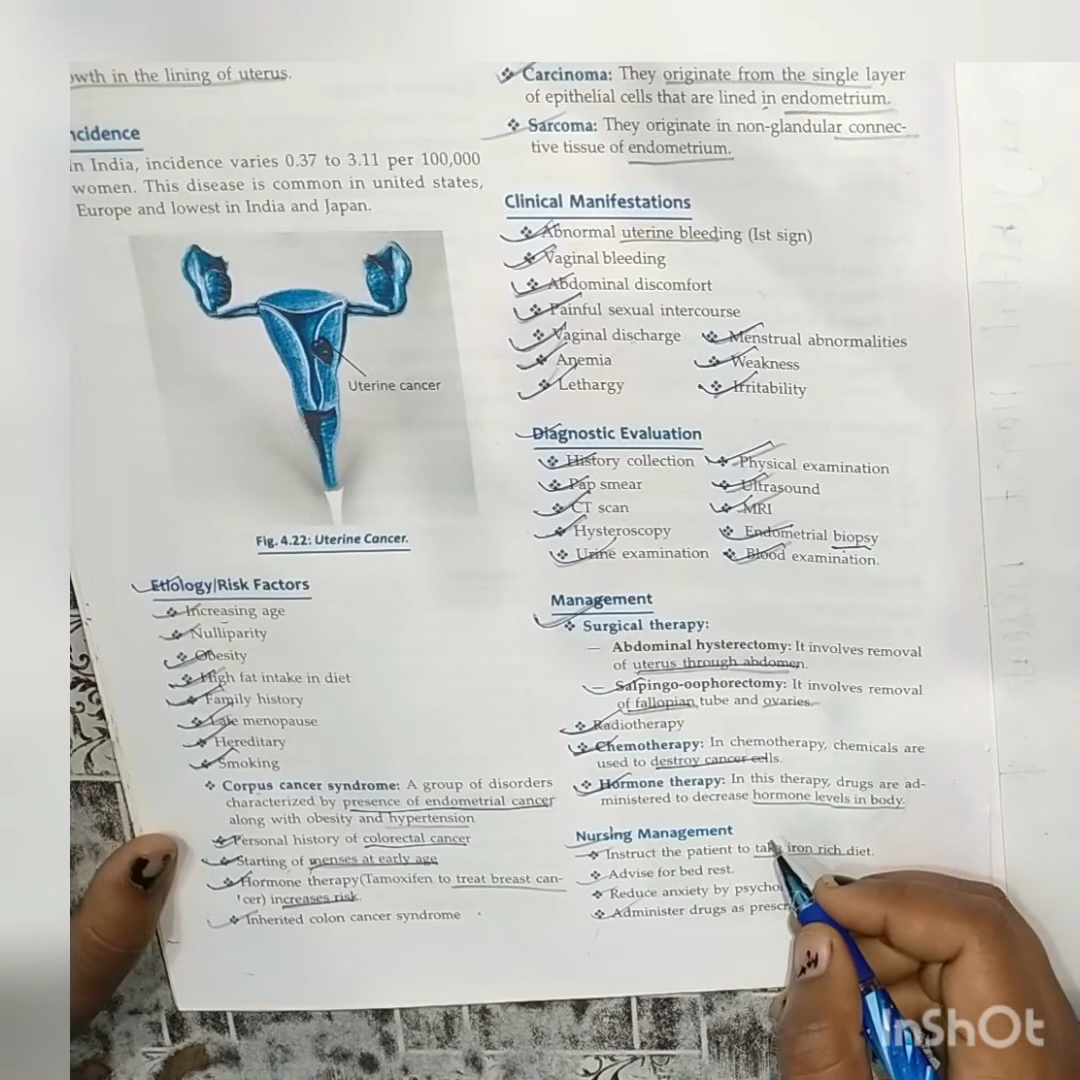 owth in the lining of uterus.
ncidence
in India, incidence varies 0.37 to 3.11 per 100,000
women. This disease is common in united states,
Europe and lowest in India and Japan.
Uterine cancer
Fig. 4.22: Uterine Cancer.
Etiology/Risk Factors
❖ Increasing age
❖ Nulliparity
❖ Obesity
❖ High fat intake in diet
❖ Family history
❖ Late menopause
❖ Hereditary
❖ Smoking
❖ Corpus cancer syndrome: A group of disorders
characterized by presence of endometrial cancer
along with obesity and hypertension
❖ Personal history of colorectal cancer
❖ Starting of menses at early age
❖ Hormone therapy(Tamoxifen to treat breast can-
cer) increases risk.
❖ Inherited colon cancer syndrome
❖ Carcinoma: They originate from the single layer
of epithelial cells that are lined in endometrium.
❖ Sarcoma: They originate in non-glandular connec-
tive tissue of endometrium.
Clinical Manifestations
❖ Abnormal uterine bleeding (Ist sign)
❖ Vaginal bleeding
❖ Abdominal discomfort
❖ Painful sexual intercourse
❖ Vaginal discharge ❖ Menstrual abnormalities
❖ Anemia ❖ Weakness
❖ Lethargy ❖ Irritability
Diagnostic Evaluation
❖ History collection ❖ Physical examination
❖ Pap smear ❖ Ultrasound
❖ CT scan ❖ MRI
❖ Hysteroscopy ❖ Endometrial biopsy
❖ Urine examination ❖ Blood examination.
Management
❖ Surgical therapy:
— Abdominal hysterectomy: It involves removal
of uterus through abdomen.
— Salpingo-oophorectomy: It involves removal
of fallopian tube and ovaries.
❖ Radiotherapy
❖ Chemotherapy: In chemotherapy, chemicals are
used to destroy cancer cells.
❖ Hormone therapy: In this therapy, drugs are ad-
ministered to decrease hormone levels in body.
Nursing Management
❖ Instruct the patient to take iron rich diet.
❖ Advise for bed rest.
❖ Reduce anxiety by psycho
❖ Administer drugs as prescr
InShOt